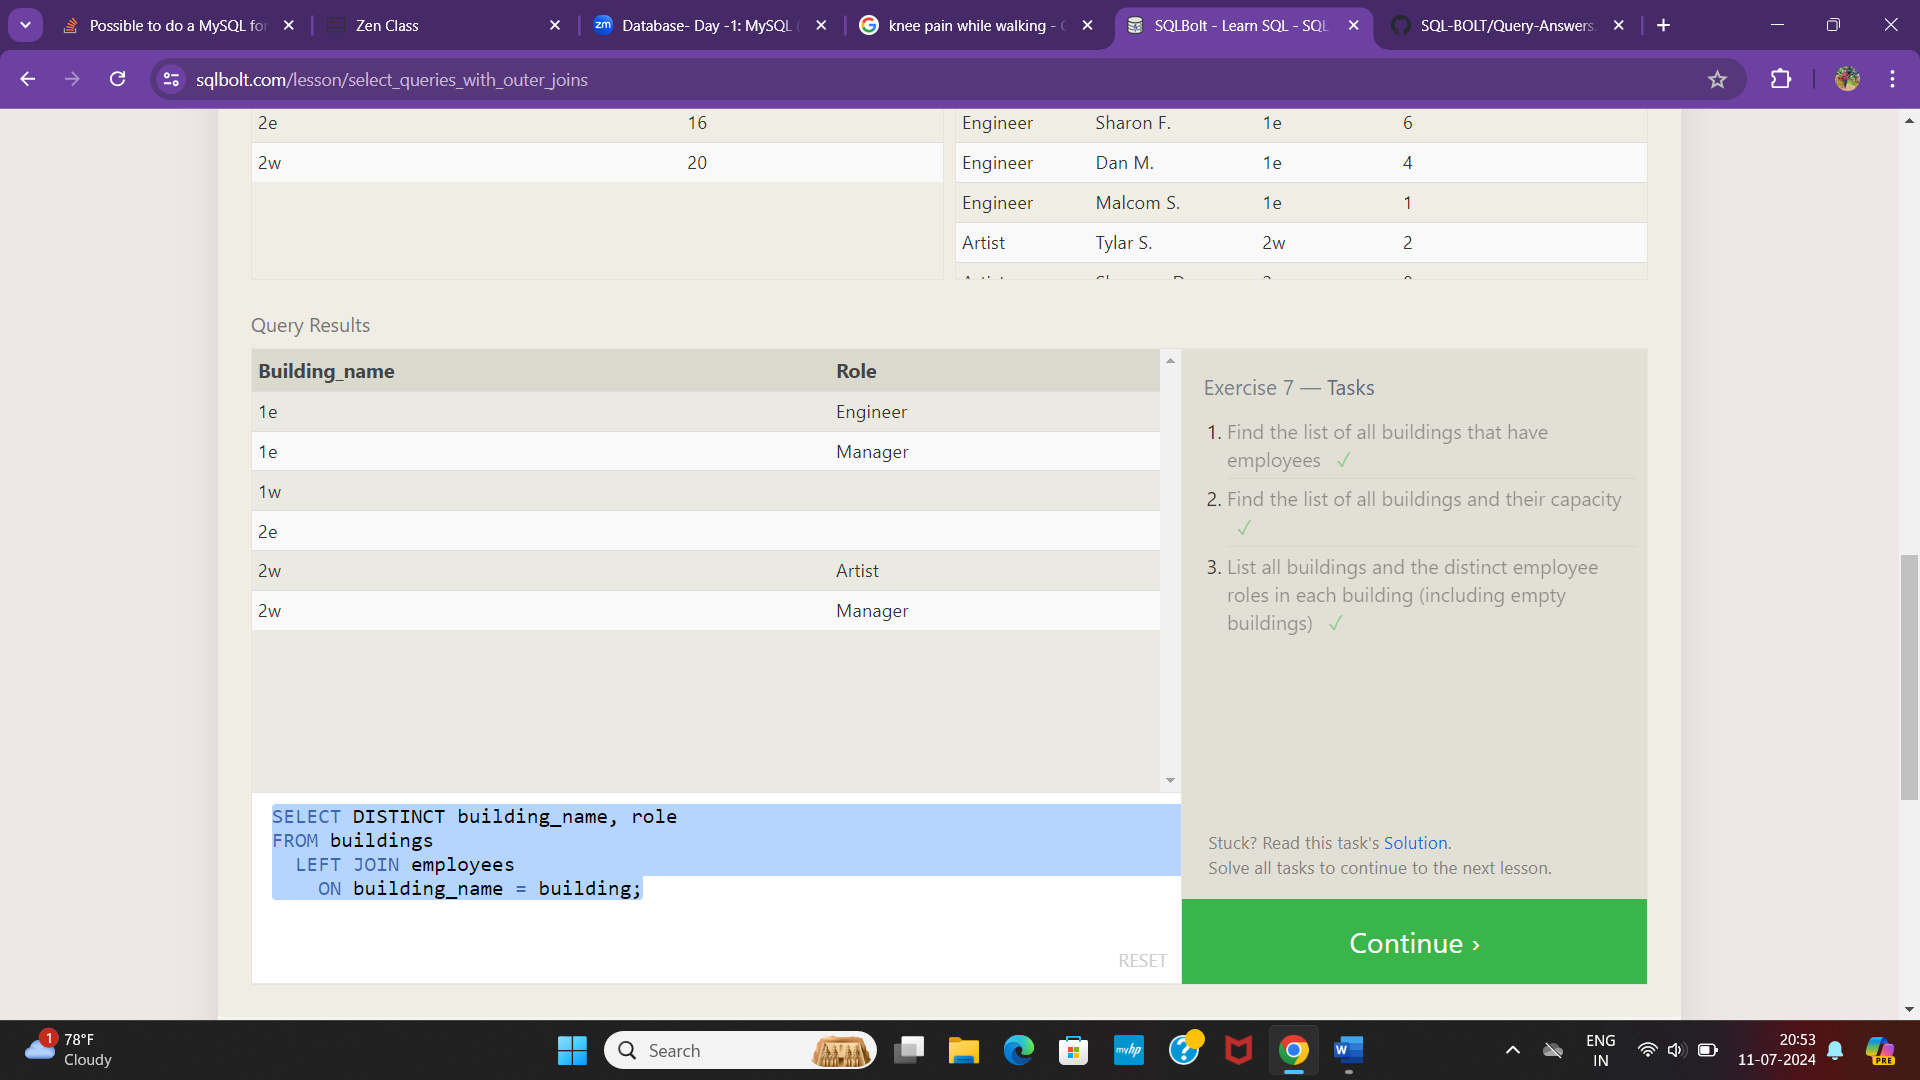 Possible to do a MySQL for
Zen Class
zm Database- Day -1: MySQL (
knee pain while walking - G
SQLBolt - Learn SQL - SQL
SQL-BOLT/Query-Answers.
sqlbolt.com/lesson/select_queries_with_outer_joins
2e 16
2w 20
Engineer Sharon F. 1e 6
Engineer Dan M. 1e 4
Engineer Malcom S. 1e 1
Artist Tylar S. 2w 2
Query Results
Building_name Role
1e Engineer
1e Manager
1w
2e
2w Artist
2w Manager
Exercise 7 — Tasks
1. Find the list of all buildings that have
employees ✓
2. Find the list of all buildings and their capacity
✓
3. List all buildings and the distinct employee
roles in each building (including empty
buildings) ✓
SELECT DISTINCT building_name, role
FROM buildings
LEFT JOIN employees
ON building_name = building;
RESET
Stuck? Read this task's Solution.
Solve all tasks to continue to the next lesson.
Continue ›
1
78°F
Cloudy
Search
myhp
W
ENG
IN
20:53
11-07-2024
PRE